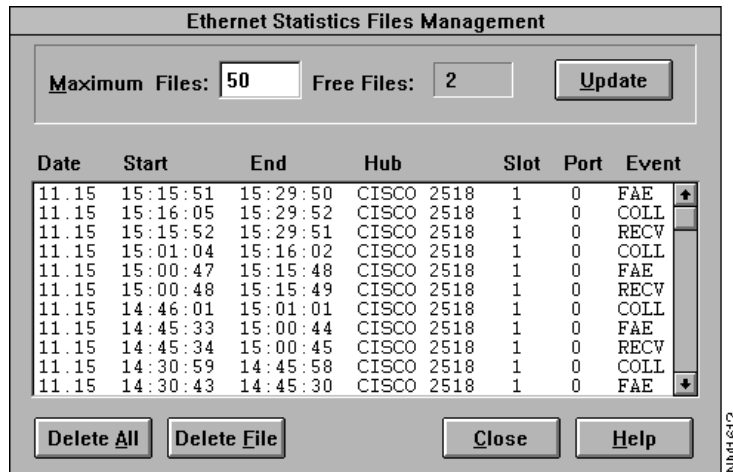 Ethernet Statistics Files Management
Maximum Files: 50 Free Files: 2 Update
Date Start End Hub Slot Port Event
11.15 15:15:51 15:29:50 CISCO 2518 1 0 FAE
11.15 15:16:05 15:29:52 CISCO 2518 1 0 COLL
11.15 15:15:52 15:29:51 CISCO 2518 1 0 RECV
11.15 15:01:04 15:16:02 CISCO 2518 1 0 COLL
11.15 15:00:47 15:15:48 CISCO 2518 1 0 FAE
11.15 15:00:48 15:15:49 CISCO 2518 1 0 RECV
11.15 14:46:01 15:01:01 CISCO 2518 1 0 COLL
11.15 14:45:33 15:00:44 CISCO 2518 1 0 FAE
11.15 14:45:34 15:00:45 CISCO 2518 1 0 RECV
11.15 14:30:59 14:45:58 CISCO 2518 1 0 COLL
11.15 14:30:43 14:45:30 CISCO 2518 1 0 FAE
Delete All Delete File Close Help